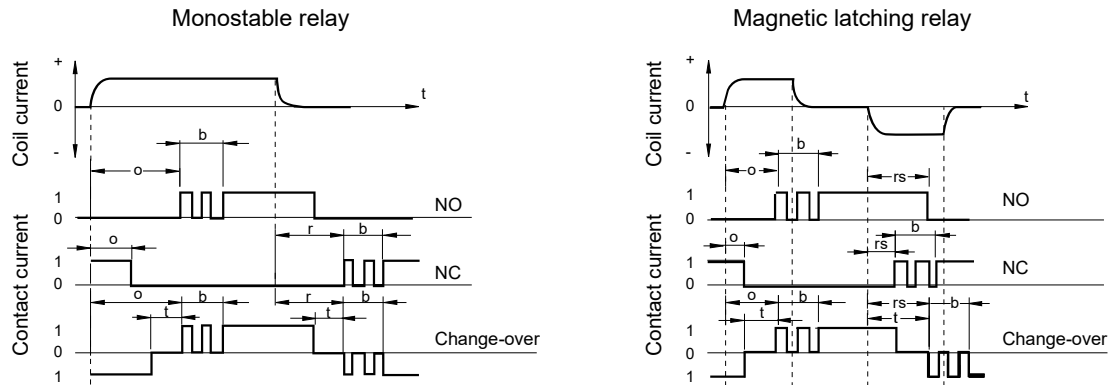 Monostable relay
Magnetic latching relay
Coil current
+
0
-
t
o
b
Contact current
1
0
NO
o
r
b
1
0
NC
o
b
r
b
t
t
1
0
1
Change-over
Coil current
+
0
-
t
b
o
rs
Contact current
1
0
NO
o
b
rs
1
0
NC
o
b
rs
b
t
t
1
0
1
Change-over